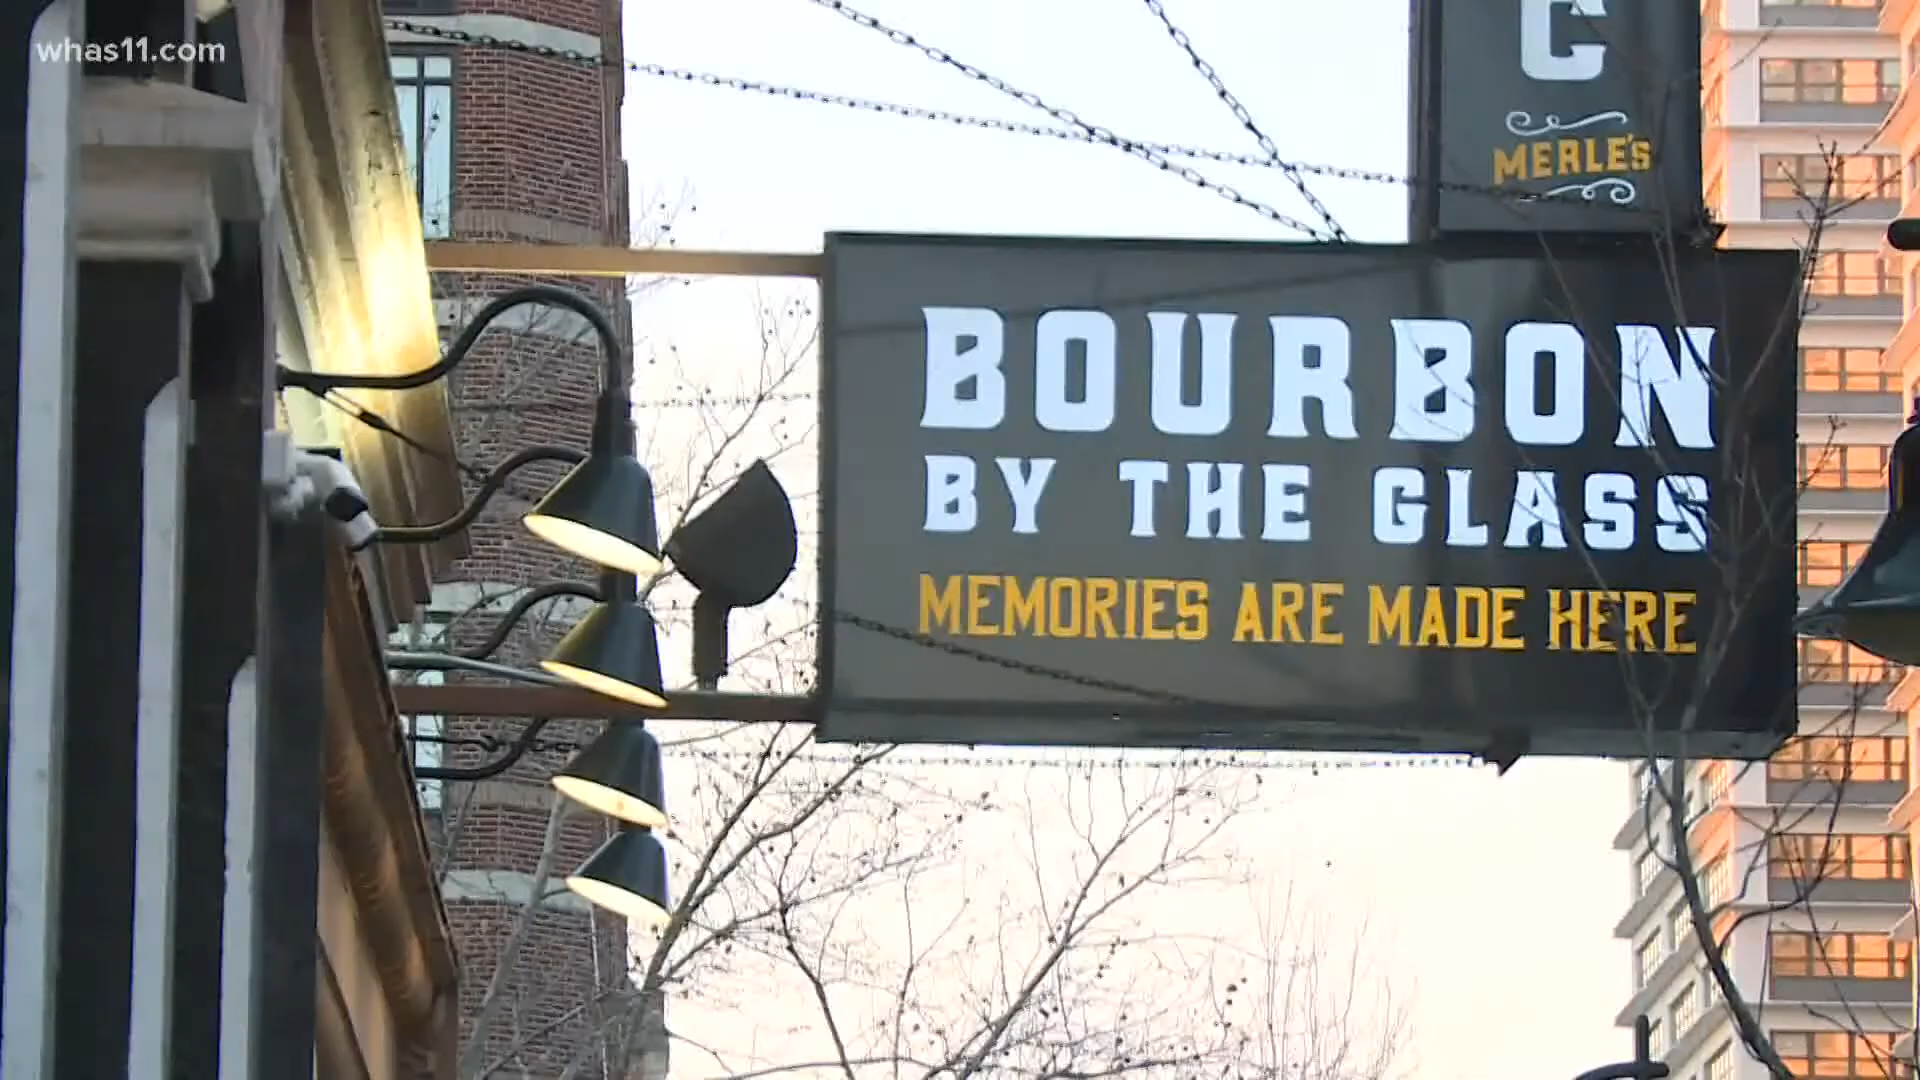 whas11.com
C
MERLE'S
BOURBON
BY THE GLASS
MEMORIES ARE MADE HERE